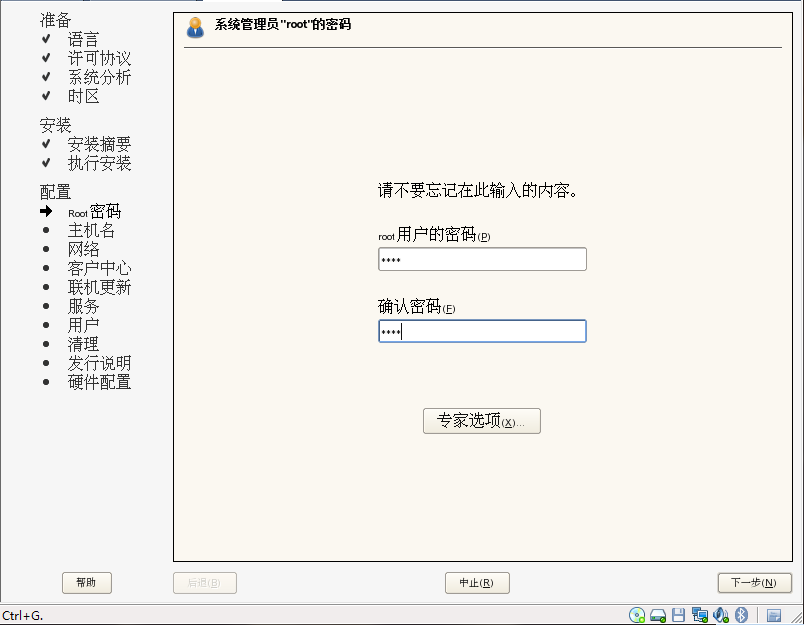 准备
语言
许可协议
系统分析
时区
安装
安装摘要
执行安装
配置
Root 密码
主机名
网络
客户中心
联机更新
服务
用户
清理
发行说明
硬件配置
系统管理员"root"的密码
请不要忘记在此输入的内容。
root 用户的密码(P)
****
确认密码(F)
****
专家选项(X)...
帮助
后退(B)
中止(R)
下一步(N)
Ctrl+G.